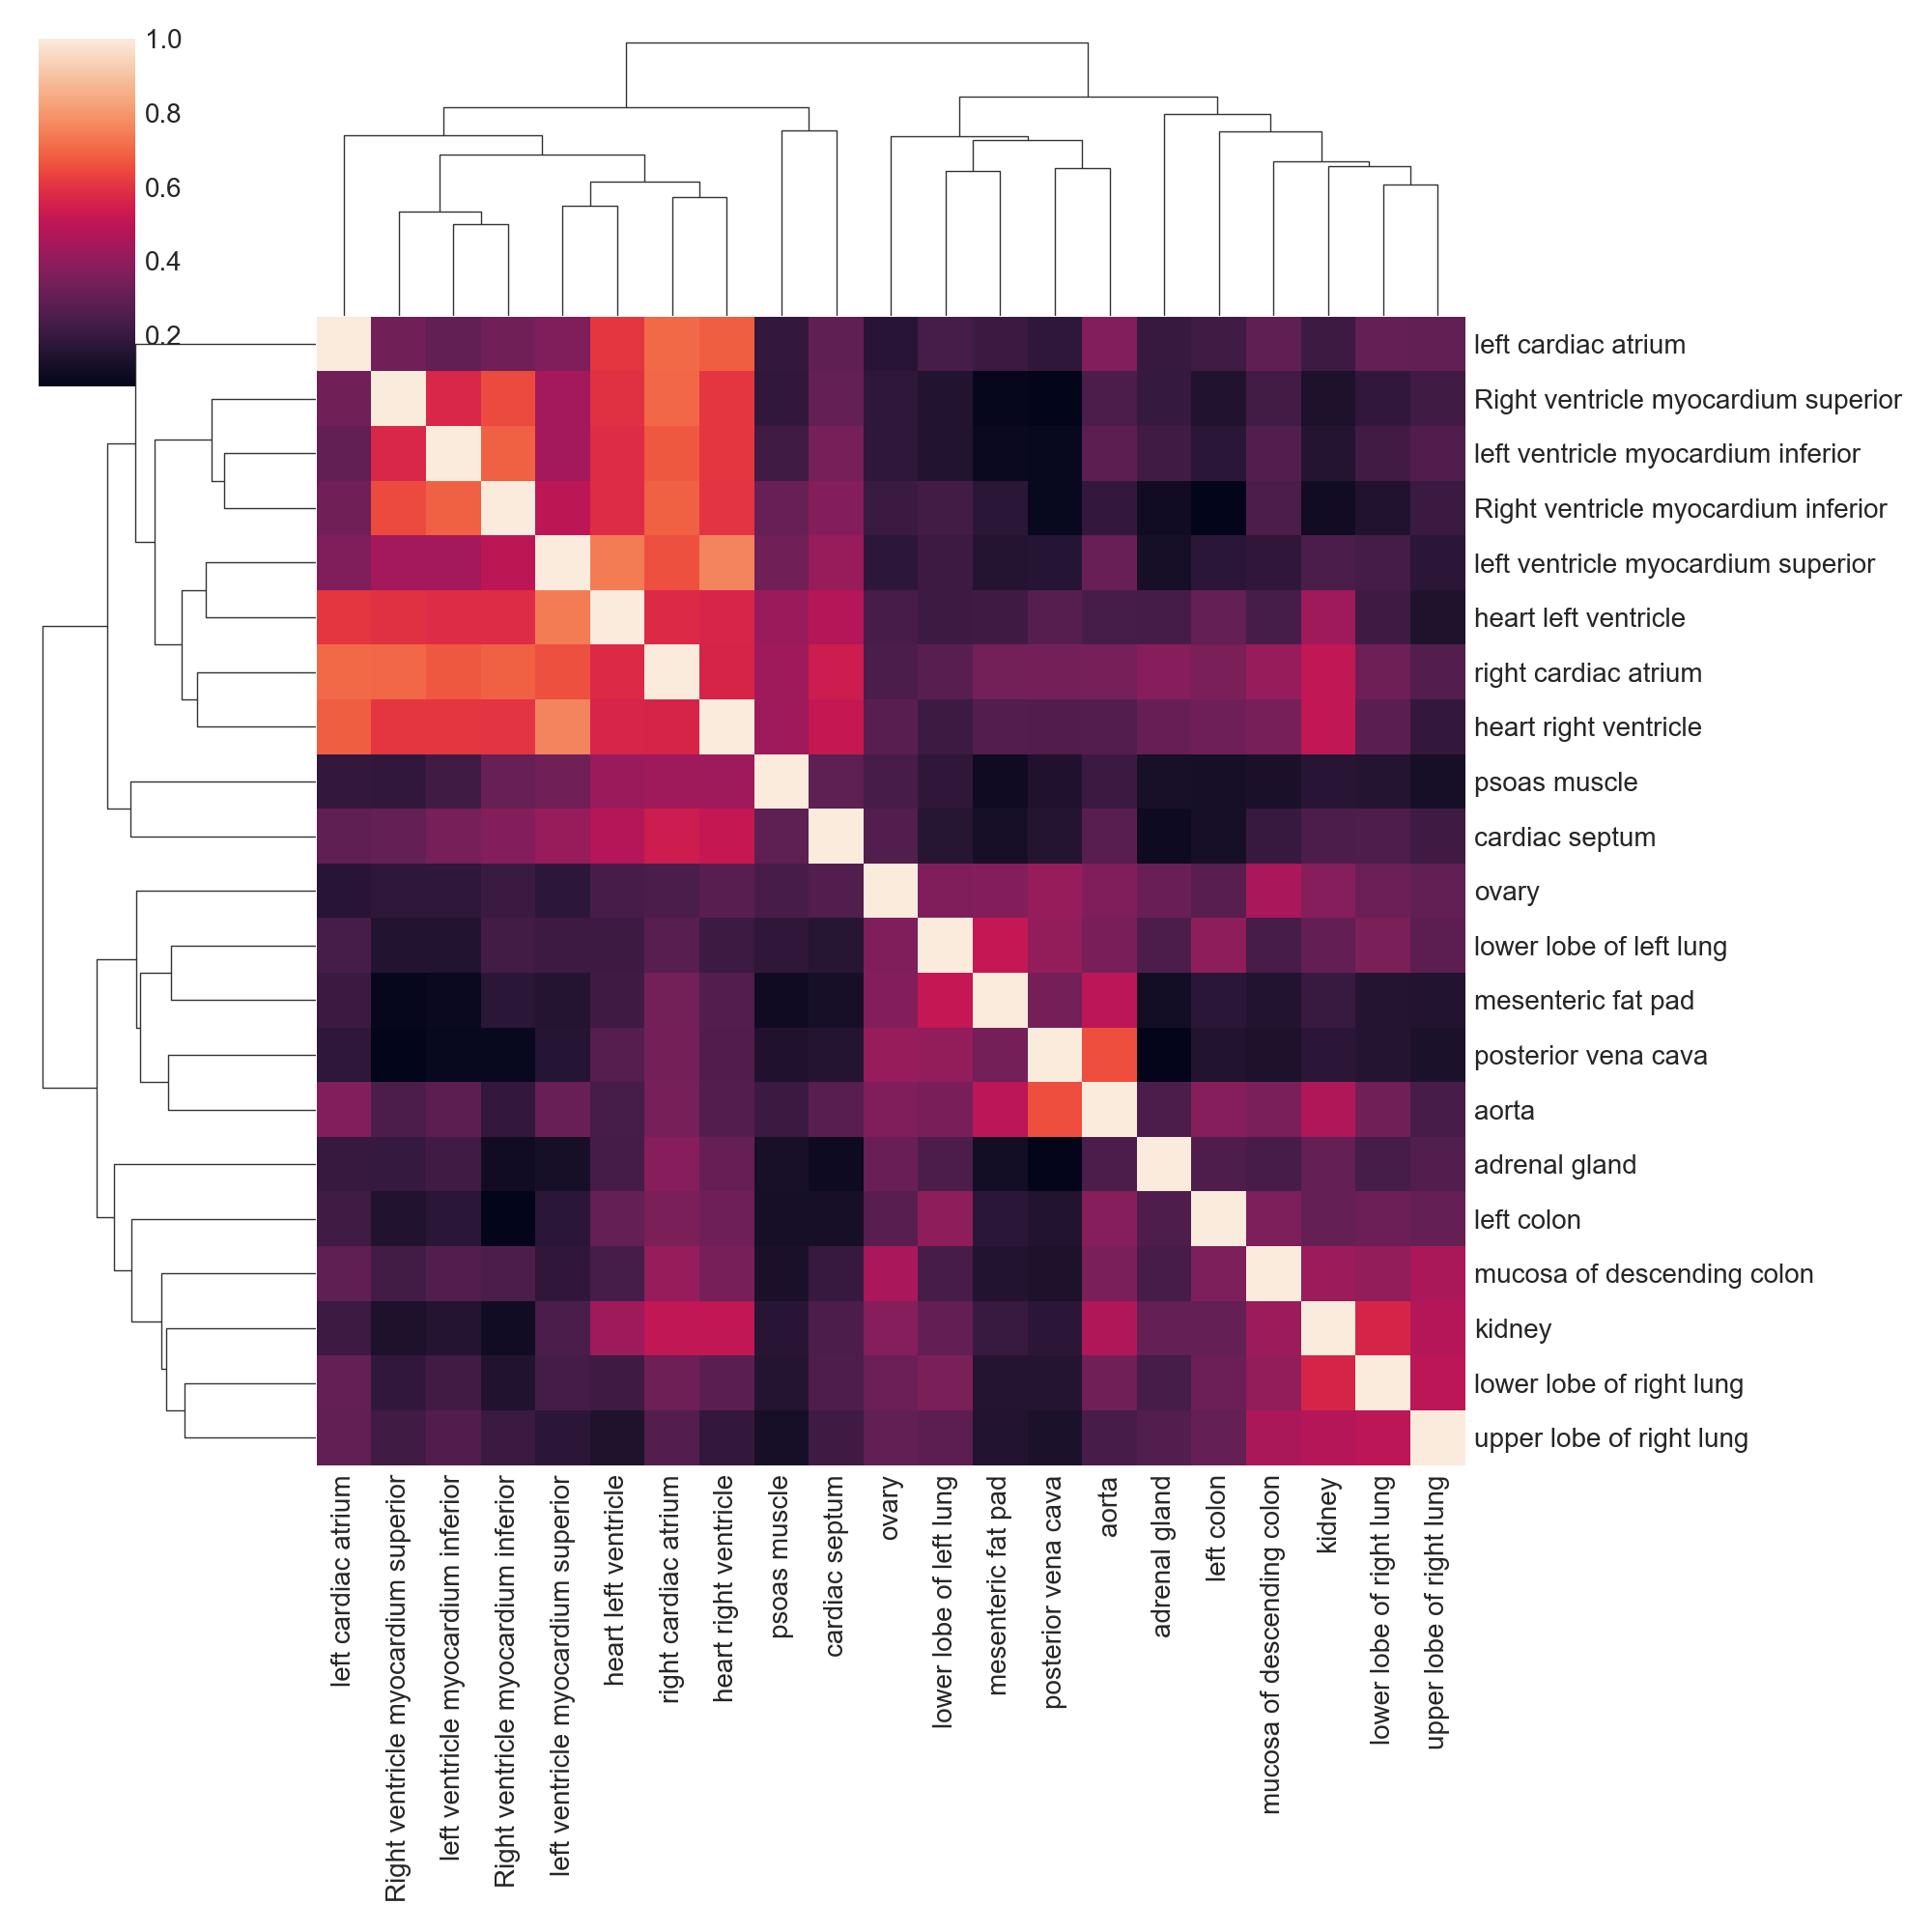 1.0
0.8
0.6
0.4
0.2
left cardiac atrium
Right ventricle myocardium superior
left ventricle myocardium inferior
Right ventricle myocardium inferior
left ventricle myocardium superior
heart left ventricle
right cardiac atrium
heart right ventricle
psoas muscle
cardiac septum
ovary
lower lobe of left lung
mesenteric fat pad
posterior vena cava
aorta
adrenal gland
left colon
mucosa of descending colon
kidney
lower lobe of right lung
upper lobe of right lung
left cardiac atrium
Right ventricle myocardium superior
left ventricle myocardium inferior
Right ventricle myocardium inferior
left ventricle myocardium superior
heart left ventricle
right cardiac atrium
heart right ventricle
psoas muscle
cardiac septum
ovary
lower lobe of left lung
mesenteric fat pad
posterior vena cava
aorta
adrenal gland
left colon
mucosa of descending colon
kidney
lower lobe of right lung
upper lobe of right lung